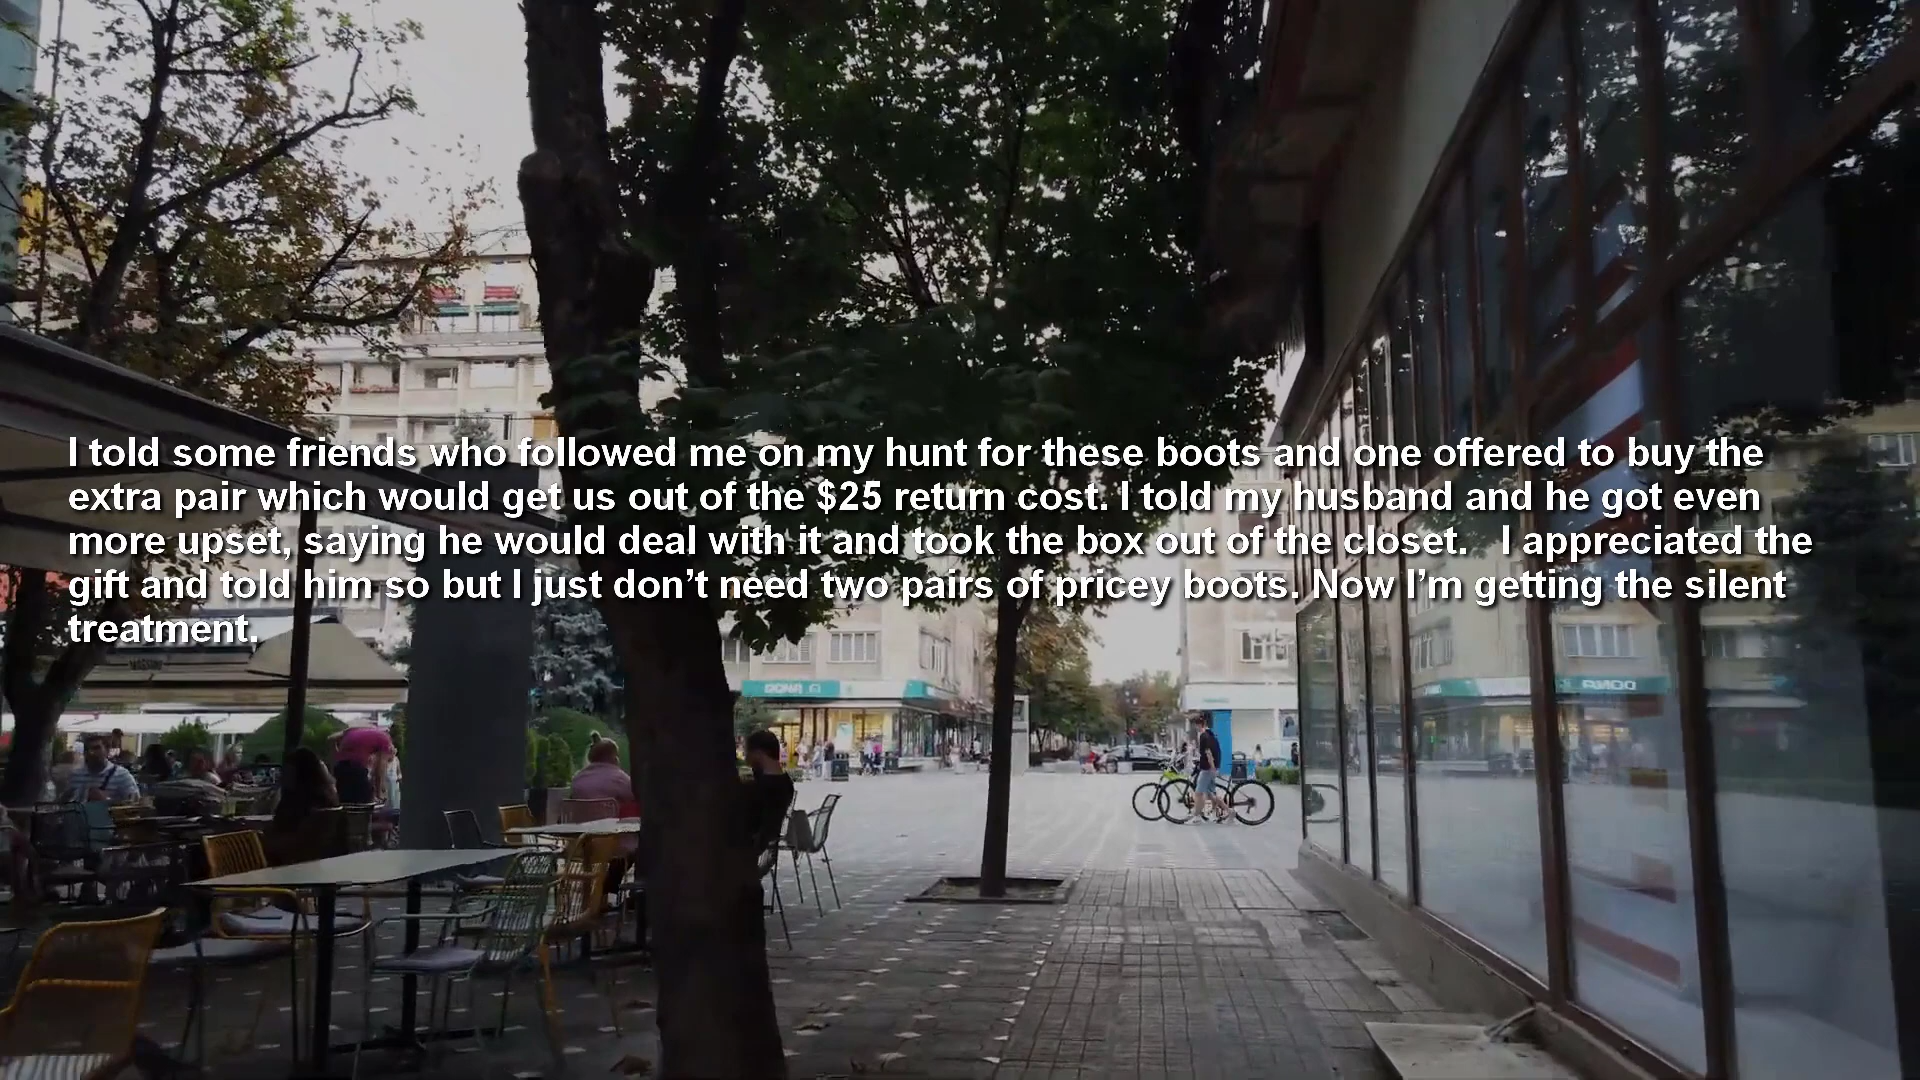 I told some friends who followed me on my hunt for these boots and one offered to buy the
extra pair which would get us out of the $25 return cost. I told my husband and he got even
more upset, saying he would deal with it and took the box out of the closet.   I appreciated the
gift and told him so but I just don’t need two pairs of pricey boots. Now I’m getting the silent
treatment.